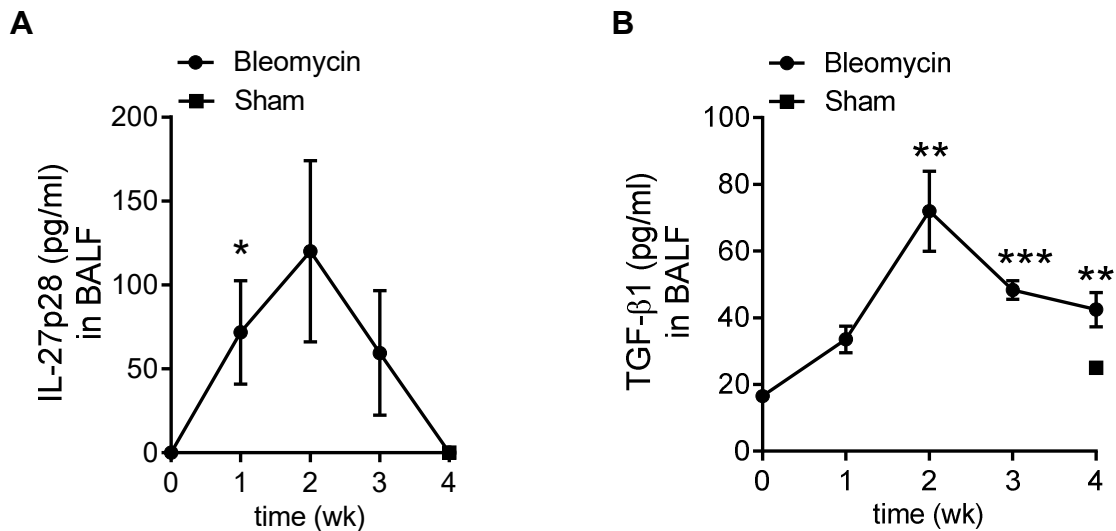 A
Bleomycin
Sham
IL-27p28 (pg/ml)
in BALF
200
150
100
50
0
*
0 1 2 3 4
time (wk)
B
Bleomycin
Sham
TGF-β1 (pg/ml)
in BALF
100
80
60
40
20
0
**
***
**
0 1 2 3 4
time (wk)